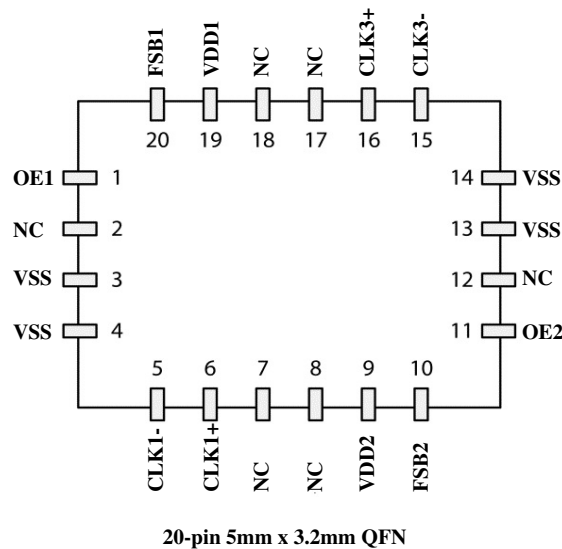 FSB1 VDD1 NC NC CLK3+ CLK3-
20 19 18 17 16 15
OE1 1 14 VSS
NC 2 13 VSS
VSS 3 12 NC
VSS 4 11 OE2
5 6 7 8 9 10
CLK1- CLK1+ NC NC VDD2 FSB2
20-pin 5mm x 3.2mm QFN